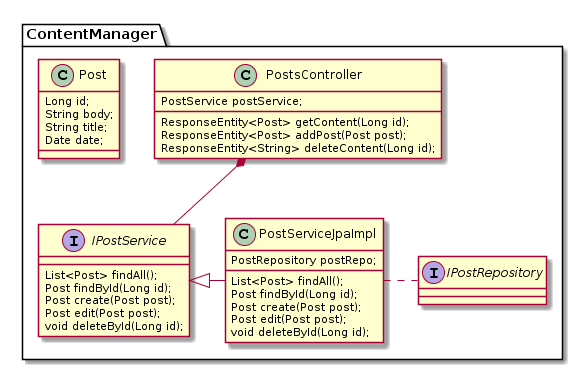 ContentManager
C Post
Long id;
String body;
String title;
Date date;
C PostsController
PostService postService;
ResponseEntity<Post> getContent(Long id);
ResponseEntity<Post> addPost(Post post);
ResponseEntity<String> deleteContent(Long id);
I IPostService
List<Post> findAll();
Post findById(Long id);
Post create(Post post);
Post edit(Post post);
void deleteById(Long id);
C PostServiceJpaImpl
PostRepository postRepo;
List<Post> findAll();
Post findById(Long id);
Post create(Post post);
Post edit(Post post);
void deleteById(Long id);
I IPostRepository